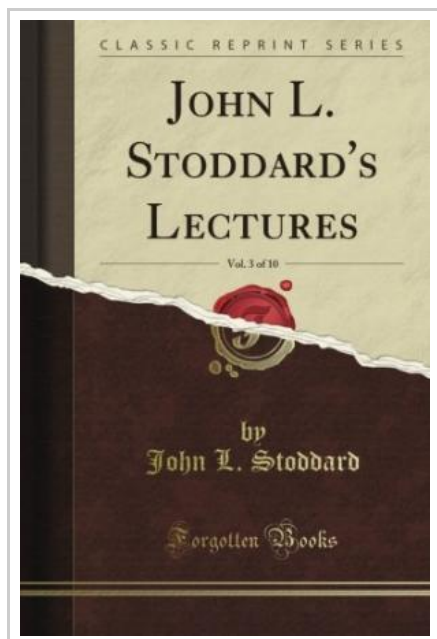 CLASSIC REPRINT SERIES
JOHN L.
STODDARD'S
LECTURES
Vol. 3 of 10
by
John L. Stoddard
Forgotten Books